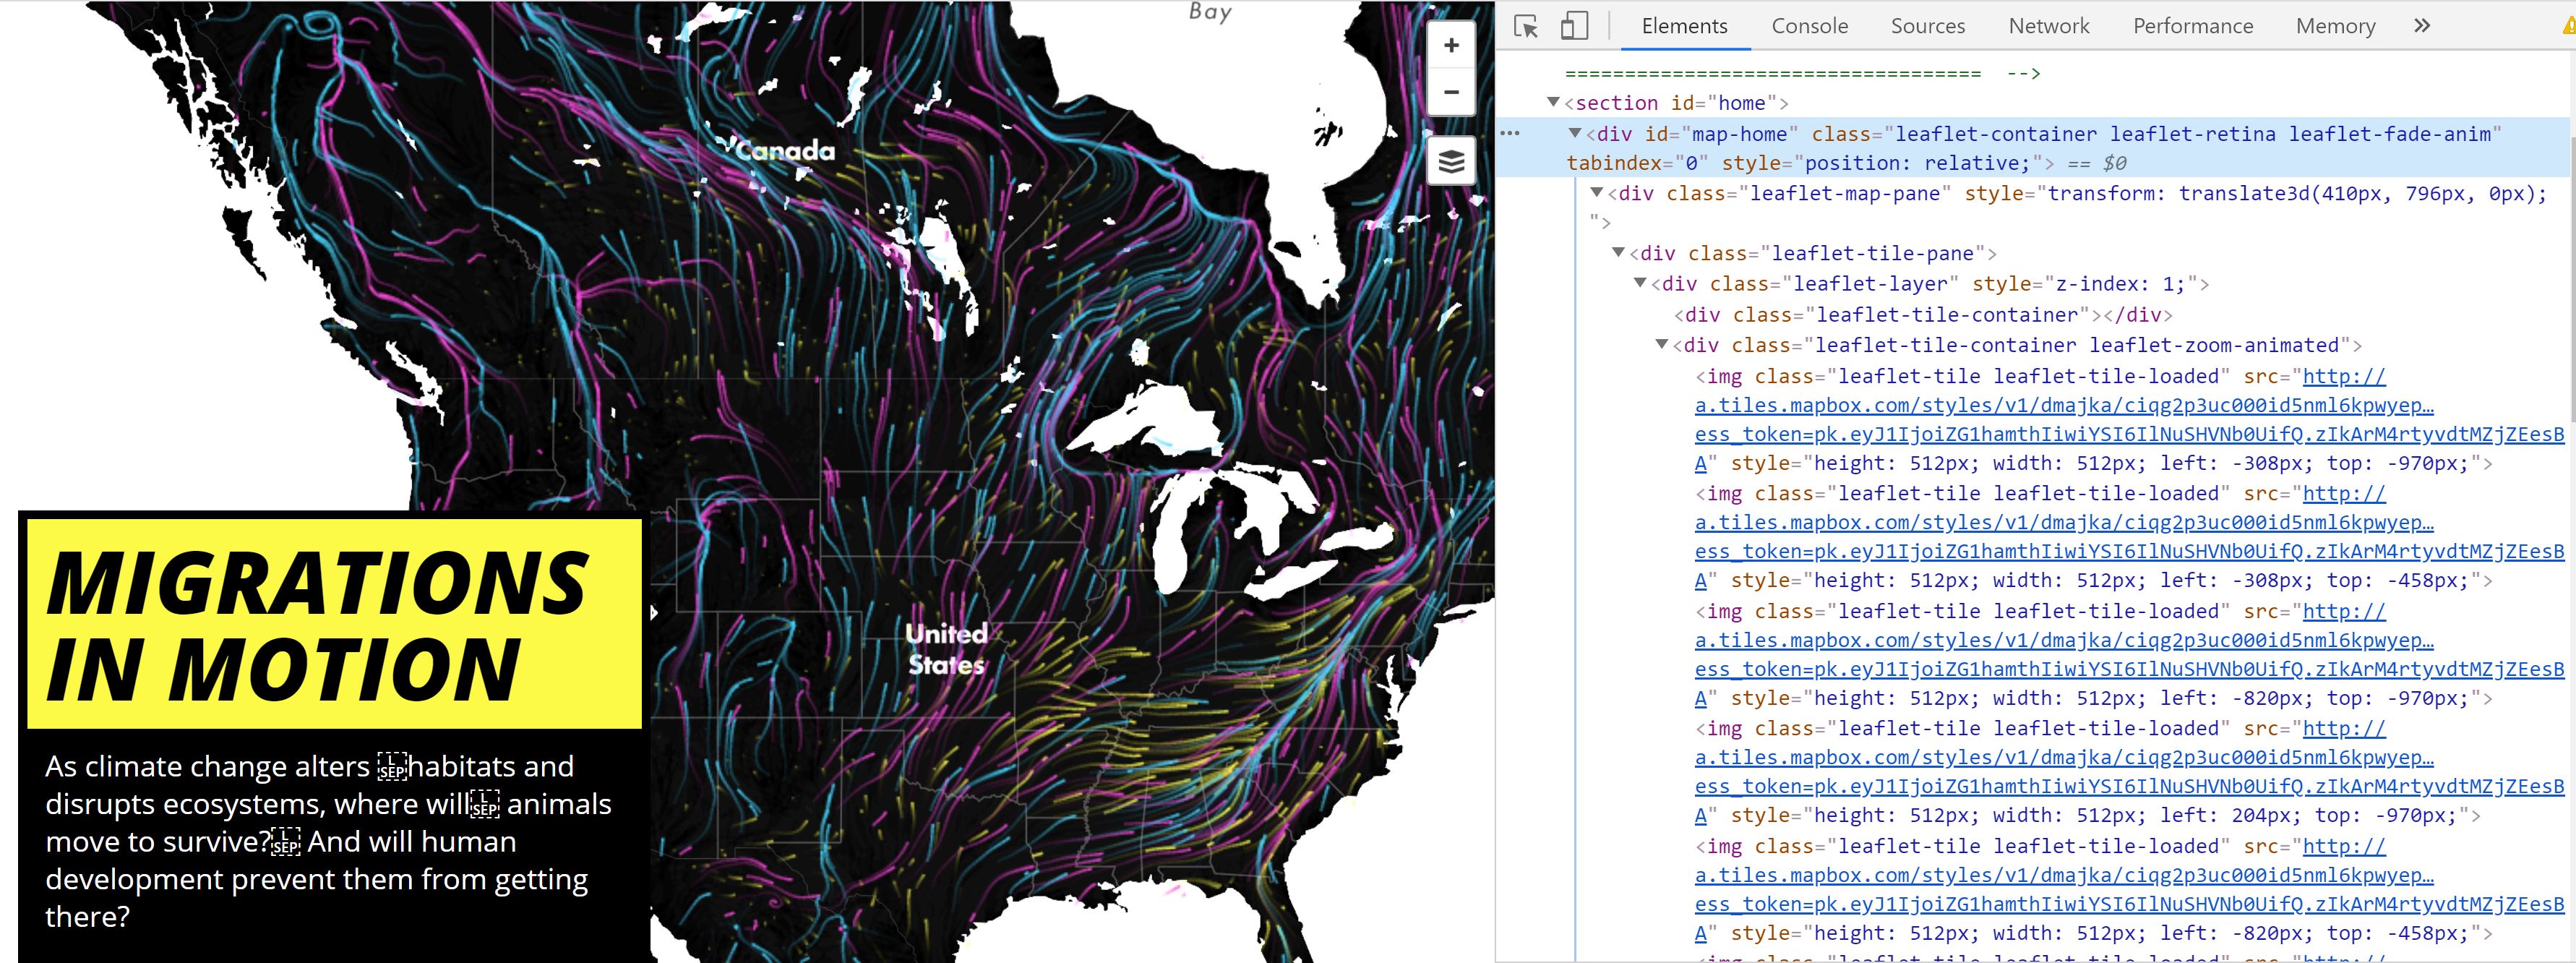 Bay
+
−
Canada
United
States
MIGRATIONS
IN MOTION
As climate change alters habitats and
disrupts ecosystems, where will animals
move to survive? And will human
development prevent them from getting
there?
Elements Console Sources Network Performance Memory »
=================================== -->
<section id="home">
<div id="map-home" class="leaflet-container leaflet-retina leaflet-fade-anim"
tabindex="0" style="position: relative;"> == $0
<div class="leaflet-map-pane" style="transform: translate3d(410px, 796px, 0px);
">
<div class="leaflet-tile-pane">
<div class="leaflet-layer" style="z-index: 1;">
<div class="leaflet-tile-container"></div>
<div class="leaflet-tile-container leaflet-zoom-animated">
<img class="leaflet-tile leaflet-tile-loaded" src="http://
a.tiles.mapbox.com/styles/v1/dmajka/ciqg2p3uc000id5nml6kpwyep…
ess_token=pk.eyJ1IjoiZG1hamthIiwiYSI6IlNuSHVNb0UifQ.zIkArM4rtyvdtMZjZEesB
A" style="height: 512px; width: 512px; left: -308px; top: -970px;">
<img class="leaflet-tile leaflet-tile-loaded" src="http://
a.tiles.mapbox.com/styles/v1/dmajka/ciqg2p3uc000id5nml6kpwyep…
ess_token=pk.eyJ1IjoiZG1hamthIiwiYSI6IlNuSHVNb0UifQ.zIkArM4rtyvdtMZjZEesB
A" style="height: 512px; width: 512px; left: -308px; top: -458px;">
<img class="leaflet-tile leaflet-tile-loaded" src="http://
a.tiles.mapbox.com/styles/v1/dmajka/ciqg2p3uc000id5nml6kpwyep…
ess_token=pk.eyJ1IjoiZG1hamthIiwiYSI6IlNuSHVNb0UifQ.zIkArM4rtyvdtMZjZEesB
A" style="height: 512px; width: 512px; left: -820px; top: -970px;">
<img class="leaflet-tile leaflet-tile-loaded" src="http://
a.tiles.mapbox.com/styles/v1/dmajka/ciqg2p3uc000id5nml6kpwyep…
ess_token=pk.eyJ1IjoiZG1hamthIiwiYSI6IlNuSHVNb0UifQ.zIkArM4rtyvdtMZjZEesB
A" style="height: 512px; width: 512px; left: 204px; top: -970px;">
<img class="leaflet-tile leaflet-tile-loaded" src="http://
a.tiles.mapbox.com/styles/v1/dmajka/ciqg2p3uc000id5nml6kpwyep…
ess_token=pk.eyJ1IjoiZG1hamthIiwiYSI6IlNuSHVNb0UifQ.zIkArM4rtyvdtMZjZEesB
A" style="height: 512px; width: 512px; left: -820px; top: -458px;">